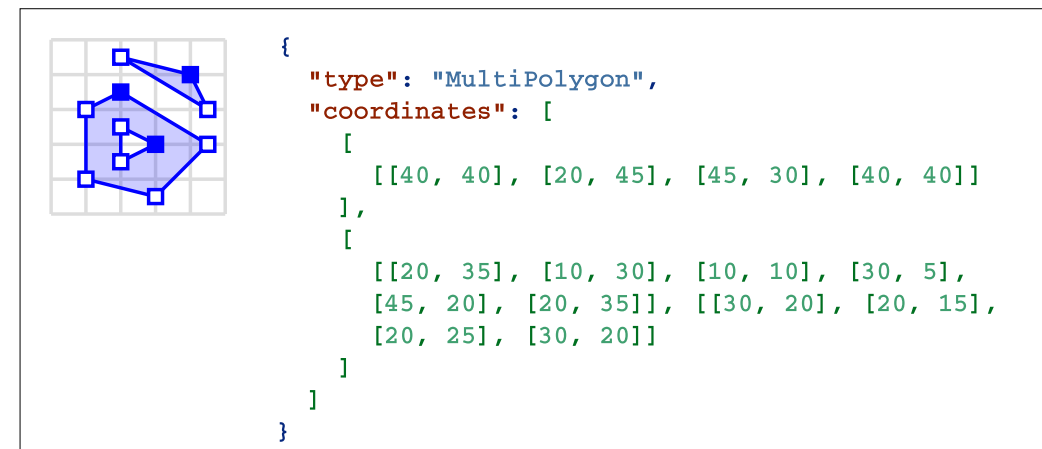 {
"type": "MultiPolygon",
"coordinates": [
[
[[40, 40], [20, 45], [45, 30], [40, 40]]
],
[
[[20, 35], [10, 30], [10, 10], [30, 5],
[45, 20], [20, 35]], [[30, 20], [20, 15],
[20, 25], [30, 20]]
]
]
}